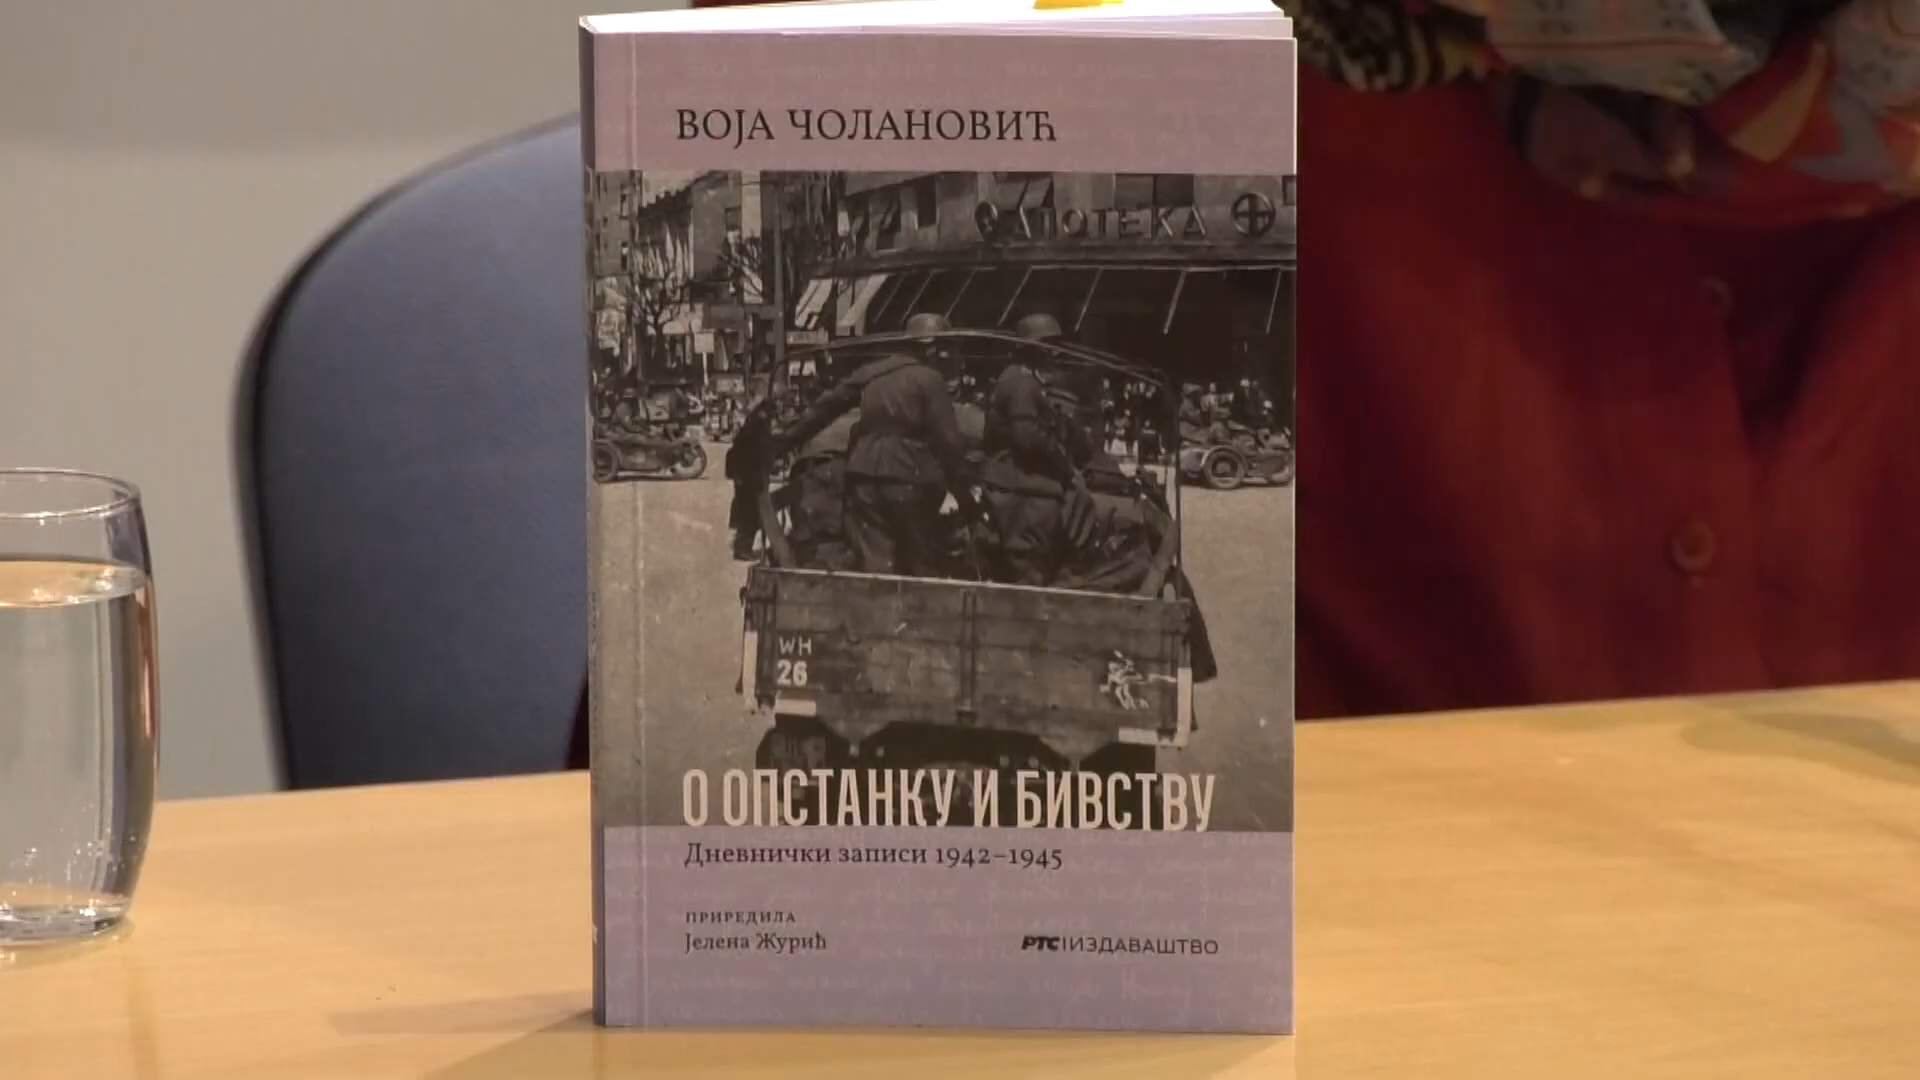 ВОЈА ЧОЛАНОВИЋ
АПОТЕКА
WH
26
О ОПСТАНКУ И БИВСТВУ
Дневнички записи 1942–1945
ПРИРЕДИЛА
Јелена Журић
РТС|ИЗДАВАШТВО